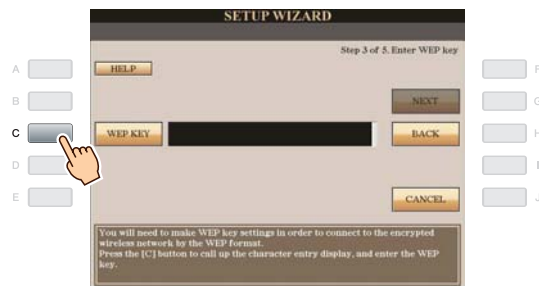 SETUP WIZARD
Step 3 of 5. Enter WEP key
A
HELP
F
B
NEXT
G
C
WEP KEY
BACK
H
D
I
E
CANCEL
J
You will need to make WEP key settings in order to connect to the encrypted
wireless network by the WEP format.
Press the [C] button to call up the character entry display, and enter the WEP
key.